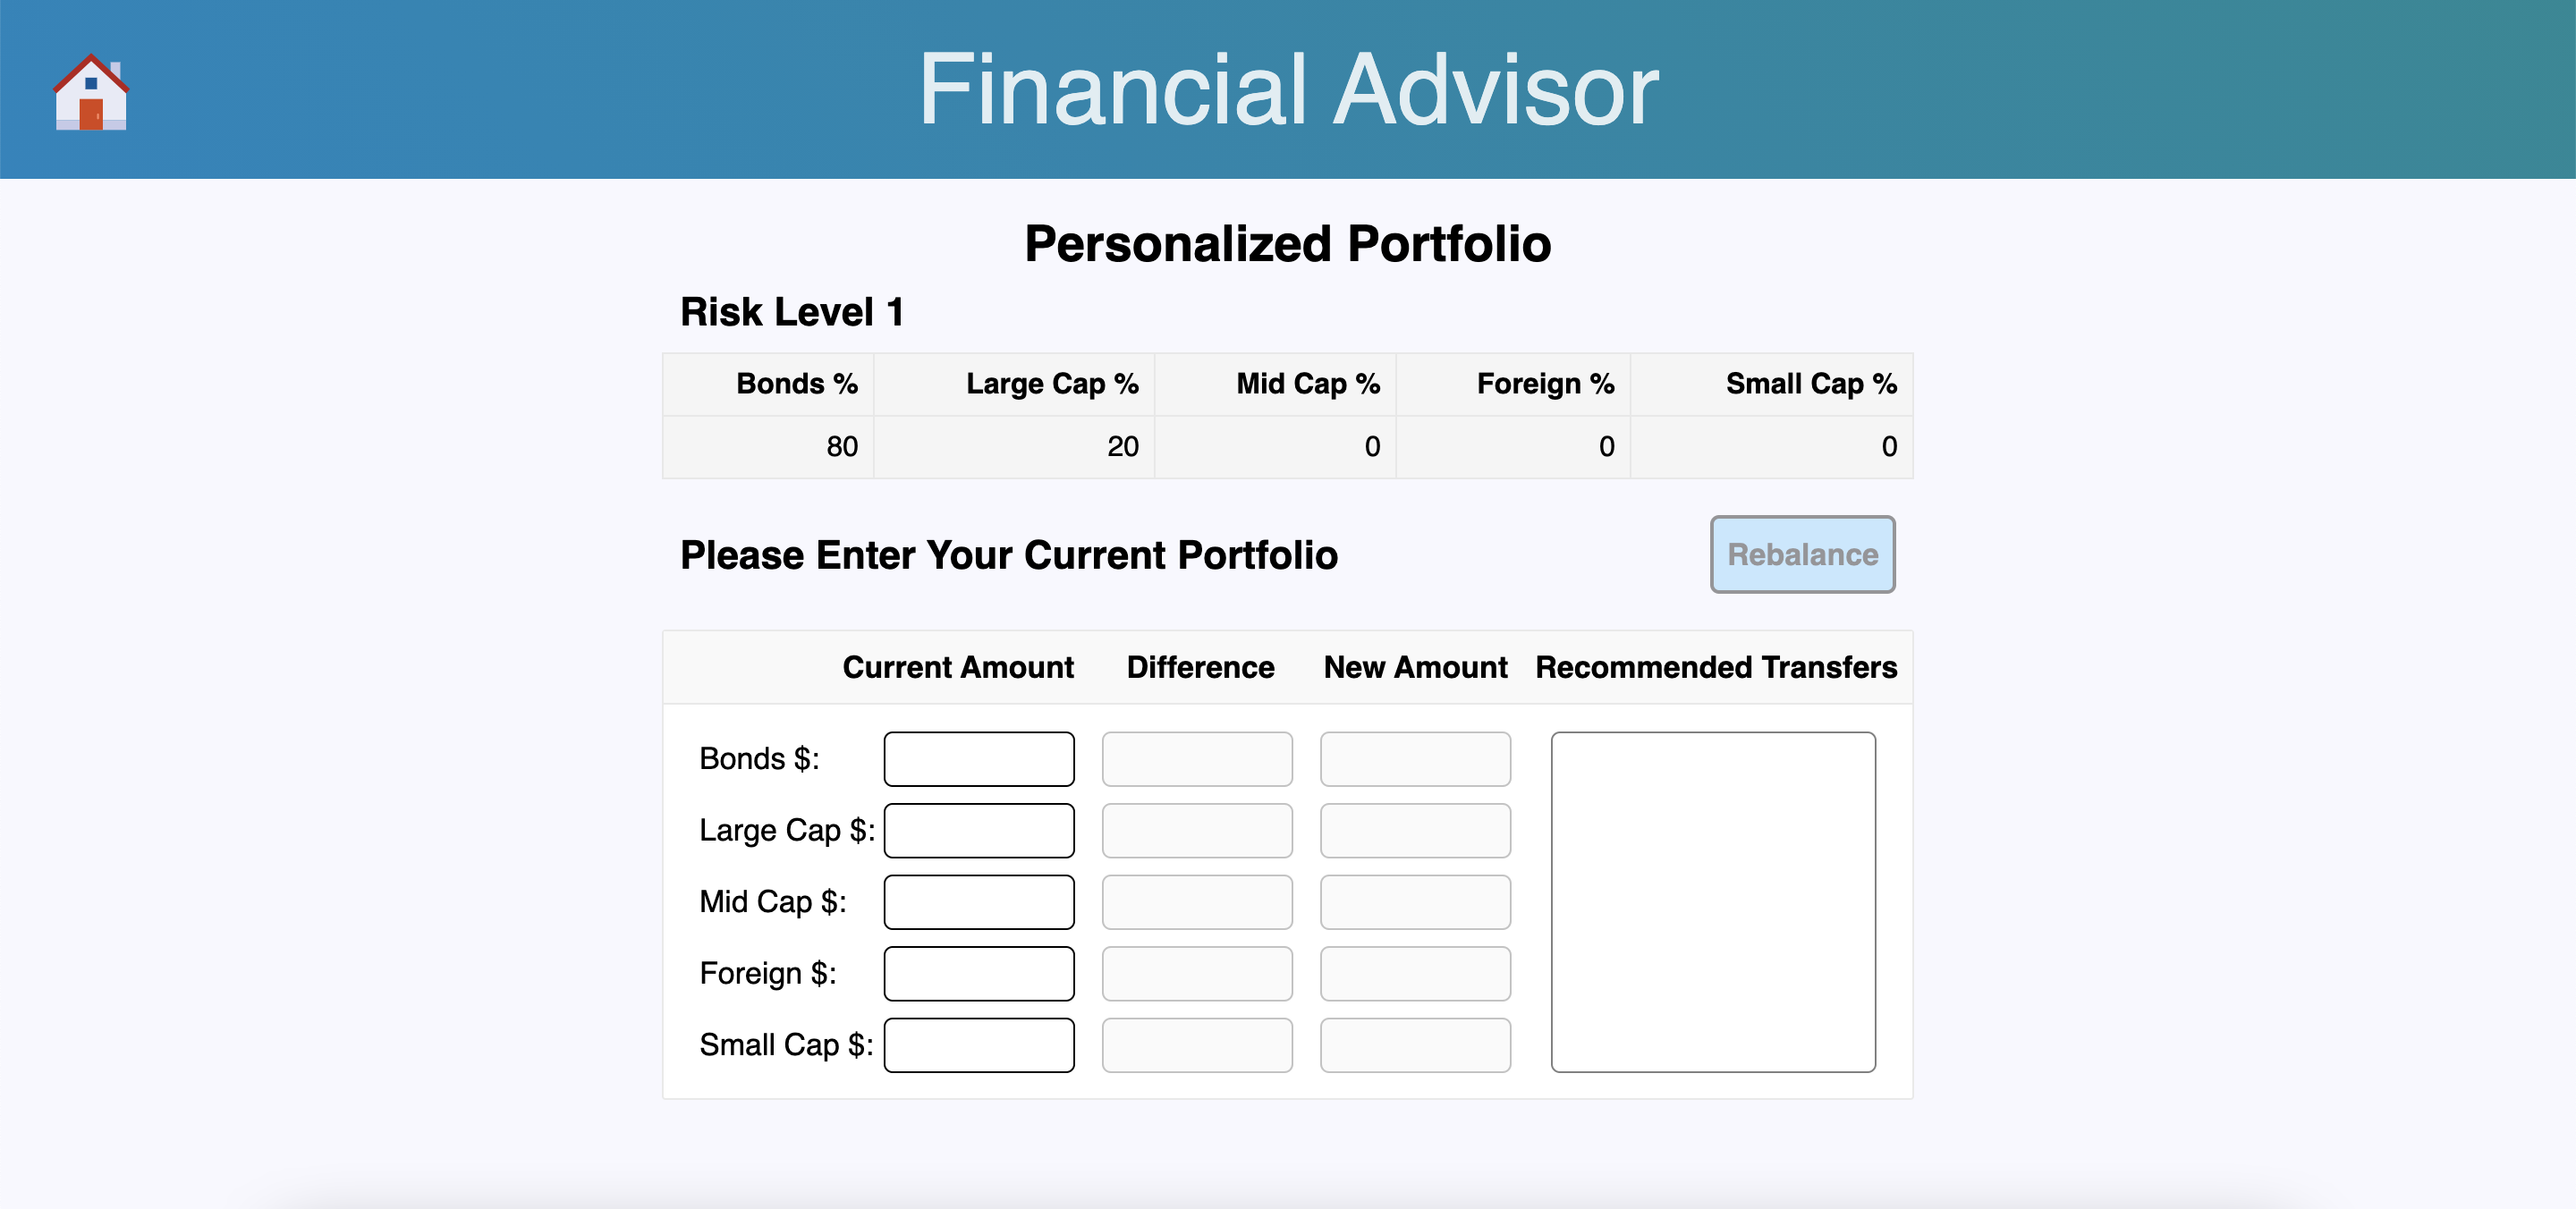 Financial Advisor
Personalized Portfolio
Risk Level 1
Bonds % Large Cap % Mid Cap % Foreign % Small Cap %
80 20 0 0 0
Please Enter Your Current Portfolio Rebalance
Current Amount Difference New Amount Recommended Transfers
Bonds $:
Large Cap $:
Mid Cap $:
Foreign $:
Small Cap $: